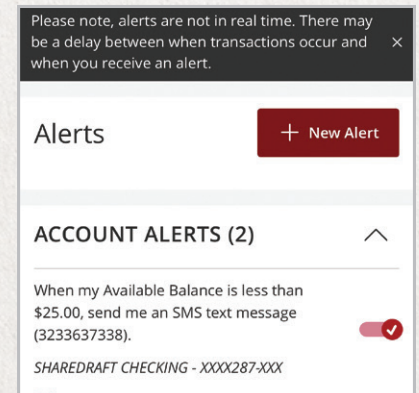 Please note, alerts are not in real time. There may
be a delay between when transactions occur and
when you receive an alert.
Alerts
+ New Alert
ACCOUNT ALERTS (2)
When my Available Balance is less than
$25.00, send me an SMS text message
(3233637338).
SHAREDRAFT CHECKING - XXXX287-XXX